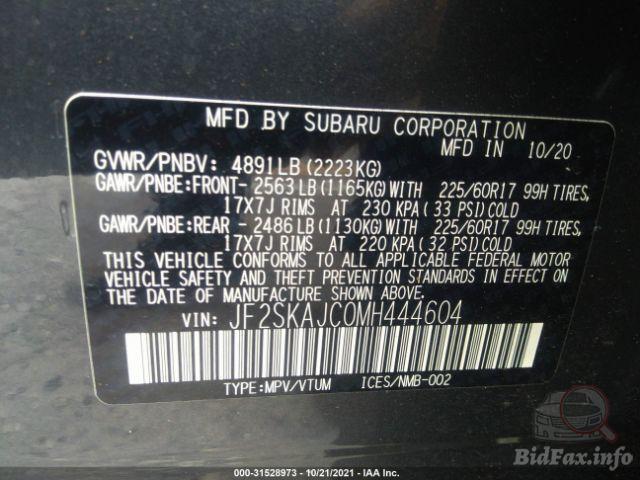 MFD BY SUBARU CORPORATION
MFD IN 10/20
GVWR/PNBV: 4891LB(2223KG)
GAWR/PNBE:FRONT- 2563LB(1165KG)WITH 225/60R17 99H TIRES,
17X7J RIMS AT 230 KPA( 33 PSI)COLD
GAWR/PNBE:REAR - 2486LB(1130KG)WITH 225/60R17 99H TIRES,
17X7J RIMS AT 220 KPA( 32 PSI)COLD
THIS VEHICLE CONFORMS TO ALL APPLICABLE FEDERAL MOTOR
VEHICLE SAFETY AND THEFT PREVENTION STANDARDS IN EFFECT ON
THE DATE OF MANUFACTURE SHOWN ABOVE.
VIN: JF2SKAJC0MH444604
TYPE:MPV/VTUM ICES/NMB-002
BidFax.info
000-31528973 - 10/21/2021 - IAA Inc.